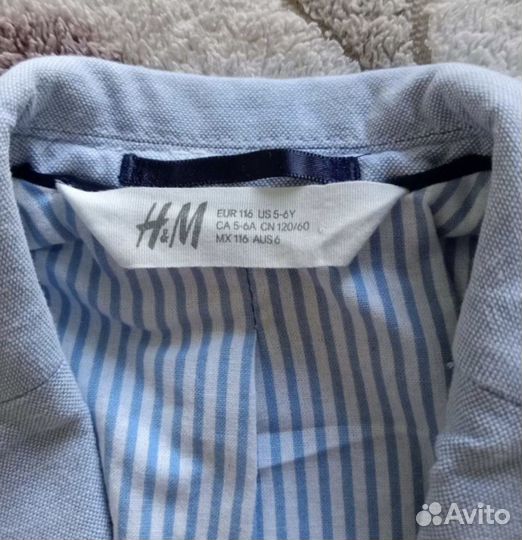 H&M
EUR 116 US 5-6Y
CA 5-6A CN 120/60
MX 116 AUS 6
Avito